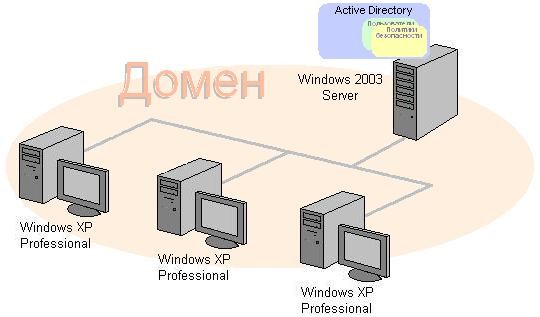 Active Directory
Пользователи
Политики
безопасности
Домен
Windows 2003
Server
Windows XP
Professional
Windows XP
Professional
Windows XP
Professional